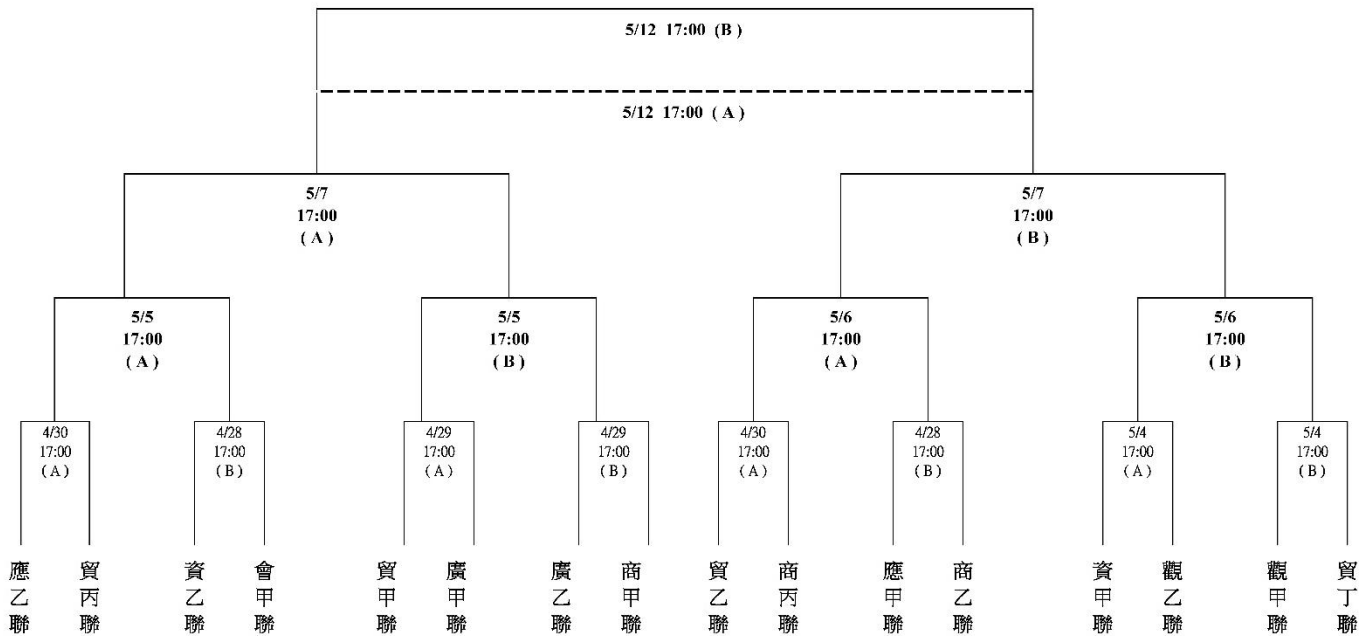 5/12 17:00 (B)
5/12 17:00 ( A )
5/7
17:00
( A )
5/7
17:00
( B )
5/5
17:00
( A )
5/5
17:00
( B )
5/6
17:00
( A )
5/6
17:00
( B )
4/30
17:00
( A )
4/28
17:00
( B )
4/29
17:00
( A )
4/29
17:00
( B )
4/30
17:00
( A )
4/28
17:00
( B )
5/4
17:00
( A )
5/4
17:00
( B )
應乙聯
貿丙聯
資乙聯
會甲聯
貿甲聯
廣甲聯
廣乙聯
商甲聯
貿乙聯
商丙聯
應甲聯
商乙聯
資甲聯
觀乙聯
觀甲聯
貿丁聯